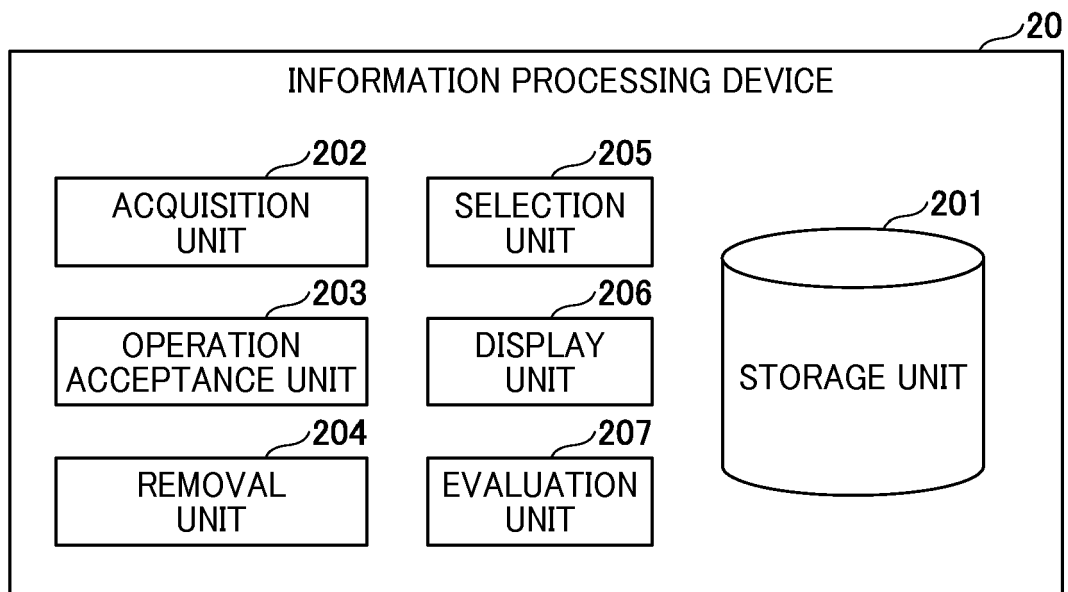 20
INFORMATION PROCESSING DEVICE
202
ACQUISITION
UNIT
205
SELECTION
UNIT
201
STORAGE UNIT
203
OPERATION
ACCEPTANCE UNIT
206
DISPLAY
UNIT
204
REMOVAL
UNIT
207
EVALUATION
UNIT